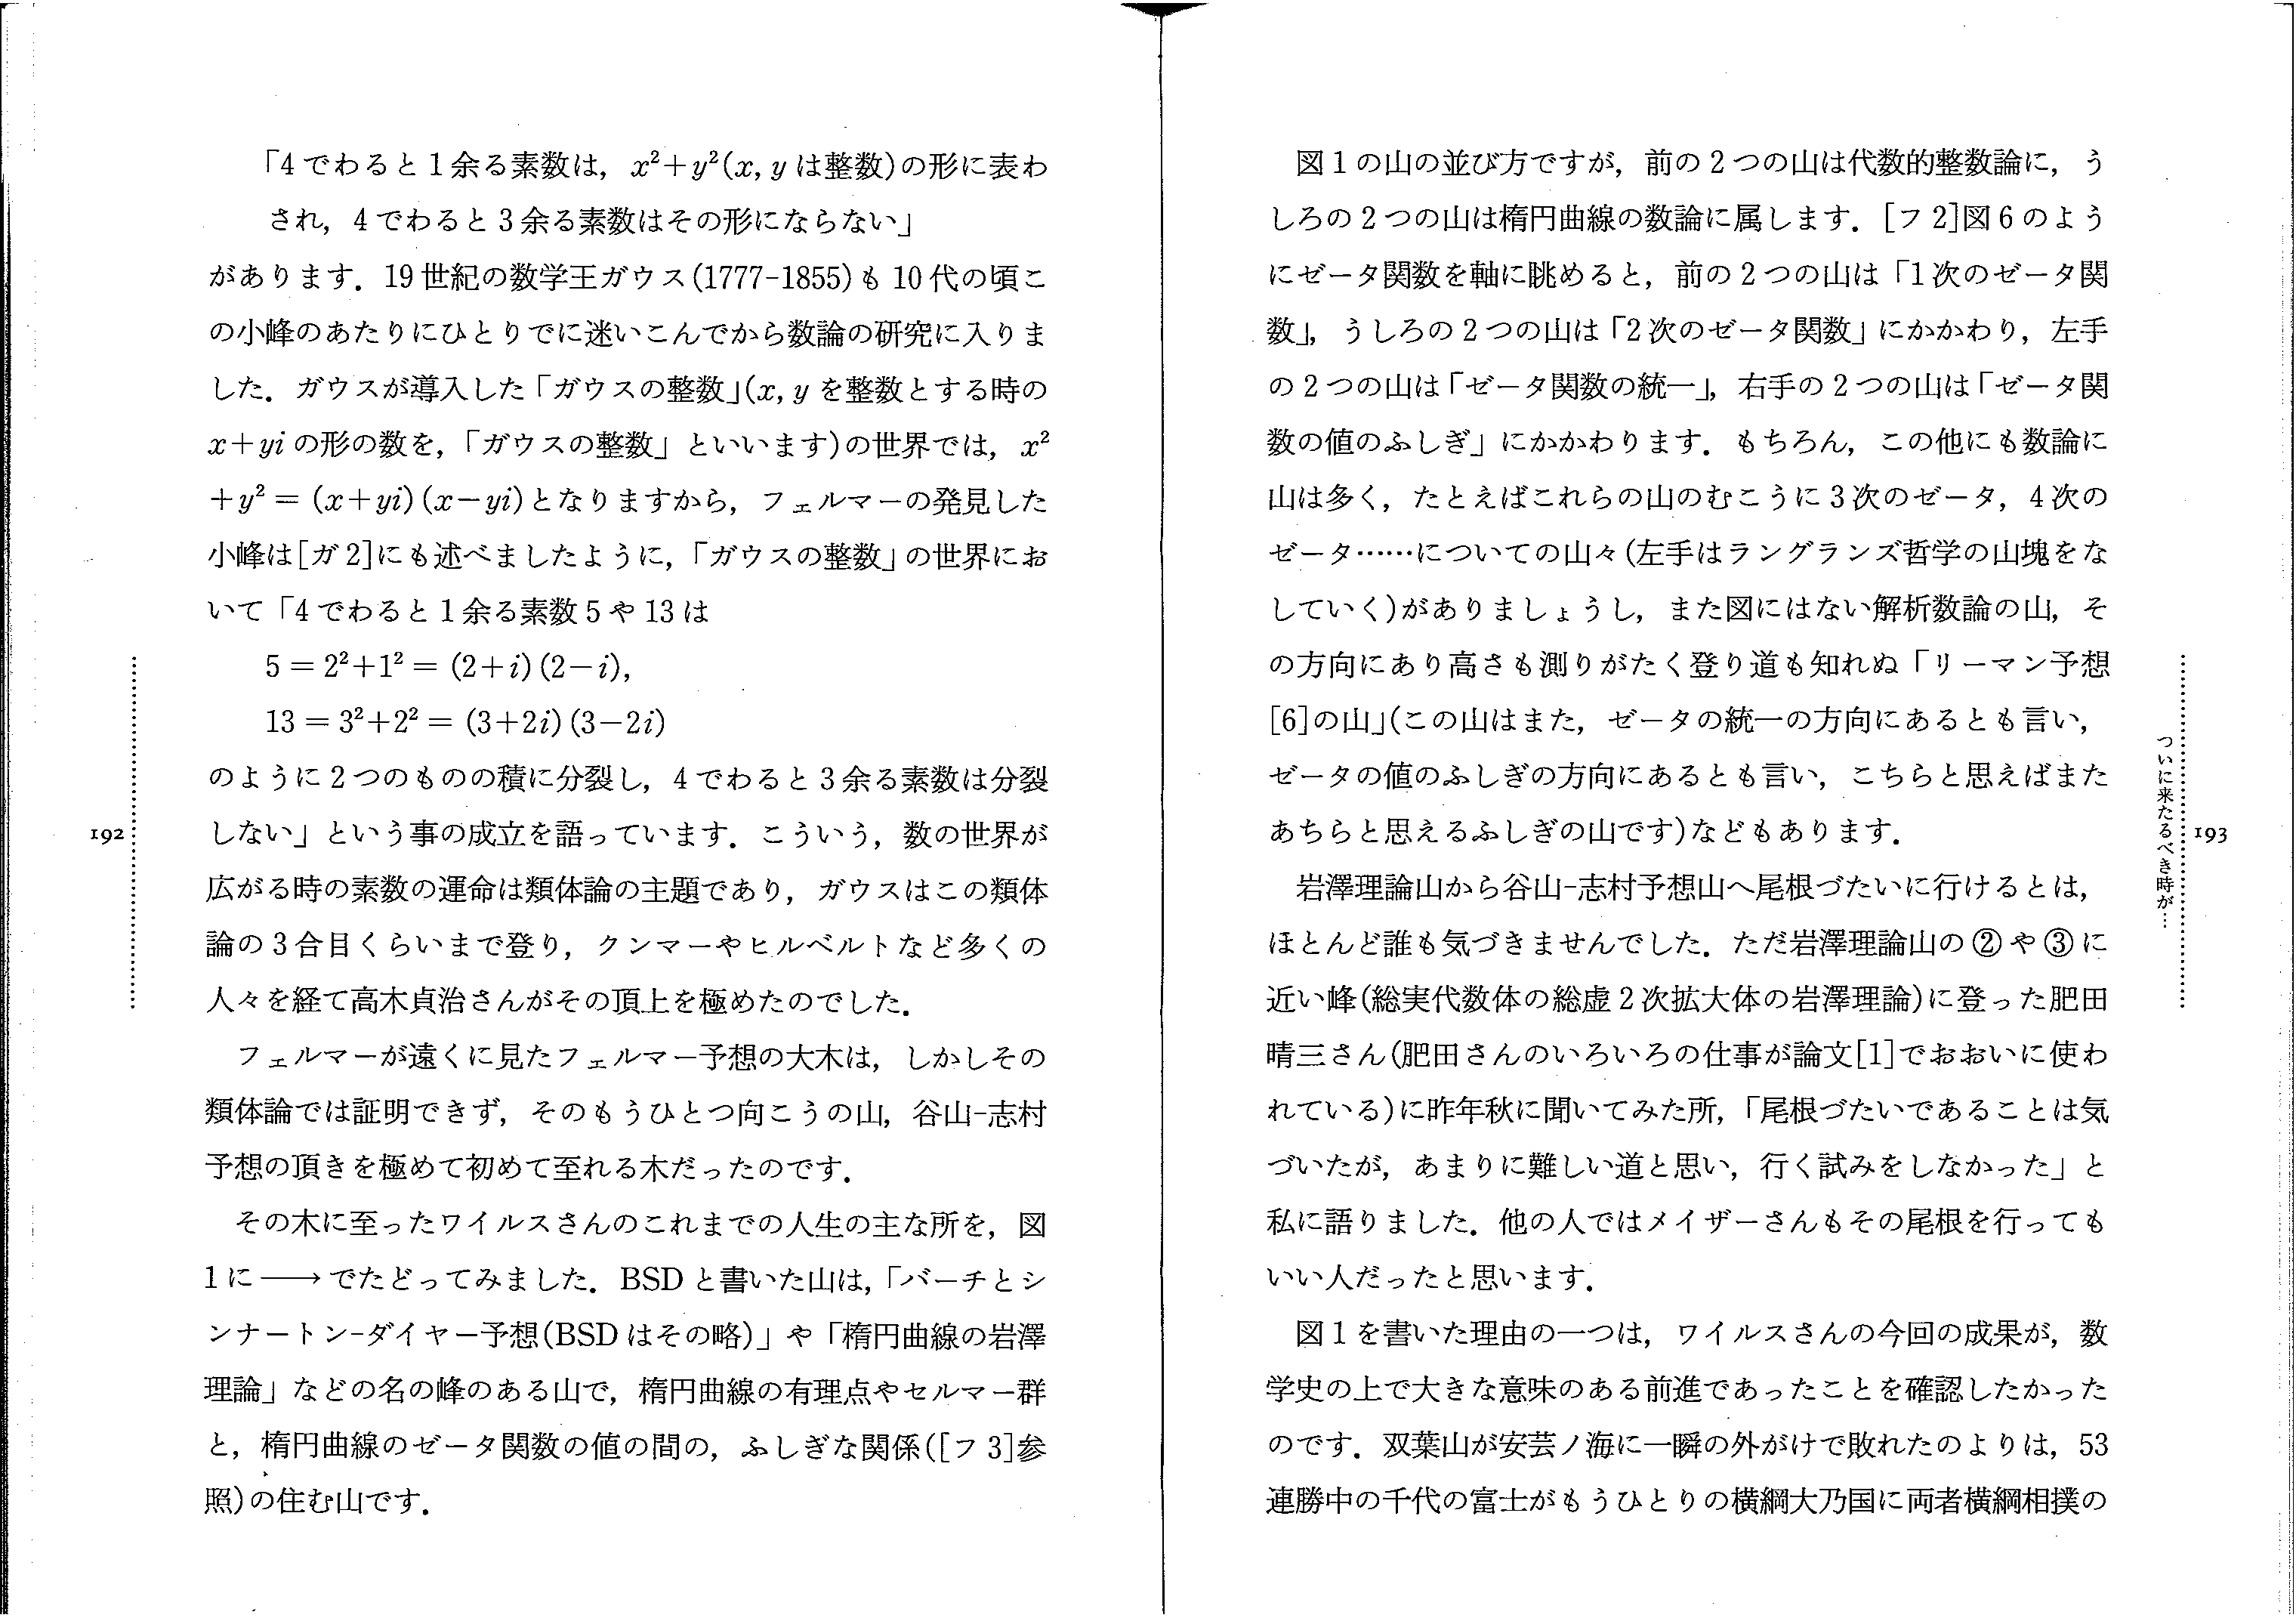 「4でわると1余る素数は，x²+y²(x, yは整数)の形に表わ
され，4でわると3余る素数はその形にならない」
があります．19世紀の数学王ガウス(1777-1855)も10代の頃こ
の小峰のあたりにひとりでに迷いこんでから数論の研究に入りま
した．ガウスが導入した「ガウスの整数」(x, yを整数とする時の
x+yiの形の数を，「ガウスの整数」といいます)の世界では，x²
+y² = (x+yi)(x−yi)となりますから，フェルマーの発見した
小峰は[ガ2]にも述べましたように，「ガウスの整数」の世界にお
いて「4でわると1余る素数5や13は
5 = 2²+1² = (2+i)(2−i),
13 = 3²+2² = (3+2i)(3−2i)
のように2つのものの積に分裂し，4でわると3余る素数は分裂
しない」という事の成立を語っています．こういう，数の世界が
広がる時の素数の運命は類体論の主題であり，ガウスはこの類体
論の3合目くらいまで登り，クンマーやヒルベルトなど多くの
人々を経て高木貞治さんがその頂上を極めたのでした．
フェルマーが遠くに見たフェルマー予想の大木は，しかしその
類体論では証明できず，そのもうひとつ向こうの山，谷山-志村
予想の頂きを極めて初めて至れる木だったのです．
その木に至ったワイルスさんのこれまでの人生の主な所を，図
1に⟶でたどってみました．BSDと書いた山は，「バーチとシ
ンナートン-ダイヤー予想(BSDはその略)」や「楕円曲線の岩澤
理論」などの名の峰のある山で，楕円曲線の有理点やセルマー群
と，楕円曲線のゼータ関数の値の間の，ふしぎな関係([フ3]参
照)の住む山です．
192
図1の山の並び方ですが，前の2つの山は代数的整数論に，う
しろの2つの山は楕円曲線の数論に属します．[フ2]図6のよう
にゼータ関数を軸に眺めると，前の2つの山は「1次のゼータ関
数」，うしろの2つの山は「2次のゼータ関数」にかかわり，左手
の2つの山は「ゼータ関数の統一」，右手の2つの山は「ゼータ関
数の値のふしぎ」にかかわります．もちろん，この他にも数論に
山は多く，たとえばこれらの山のむこうに3次のゼータ，4次の
ゼータ……についての山々(左手はラングランズ哲学の山塊をな
していく)がありましょうし，また図にはない解析数論の山，そ
の方向にあり高さも測りがたく登り道も知れぬ「リーマン予想
[6]の山」(この山はまた，ゼータの統一の方向にあるとも言い，
ゼータの値のふしぎの方向にあるとも言い，こちらと思えばまた
あちらと思えるふしぎの山です)などもあります．
岩澤理論山から谷山-志村予想山へ尾根づたいに行けるとは，
ほとんど誰も気づきませんでした．ただ岩澤理論山の②や③に
近い峰(総実代数体の総虚2次拡大体の岩澤理論)に登った肥田
晴三さん(肥田さんのいろいろの仕事が論文[1]でおおいに使わ
れている)に昨年秋に聞いてみた所，「尾根づたいであることは気
づいたが，あまりに難しい道と思い，行く試みをしなかった」と
私に語りました．他の人ではメイザーさんもその尾根を行っても
いい人だったと思います．
図1を書いた理由の一つは，ワイルスさんの今回の成果が，数
学史の上で大きな意味のある前進であったことを確認したかった
のです．双葉山が安芸ノ海に一瞬の外がけで敗れたのよりは，53
連勝中の千代の富士がもうひとりの横綱大乃国に両者横綱相撲の
ついに来たるべき時が…
193